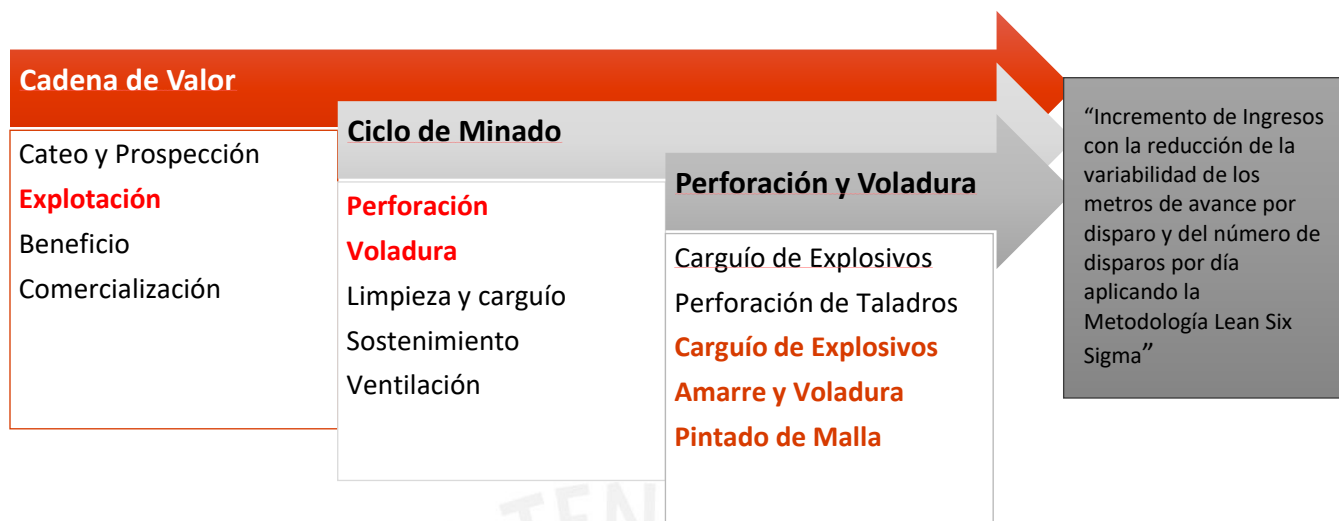 Cadena de Valor
Cateo y Prospección
Explotación
Beneficio
Comercialización
Ciclo de Minado
Perforación
Voladura
Limpieza y carguío
Sostenimiento
Ventilación
Perforación y Voladura
Carguío de Explosivos
Perforación de Taladros
Carguío de Explosivos
Amarre y Voladura
Pintado de Malla
“Incremento de Ingresos
con la reducción de la
variabilidad de los
metros de avance por
disparo y del número de
disparos por día
aplicando la
Metodología Lean Six
Sigma”